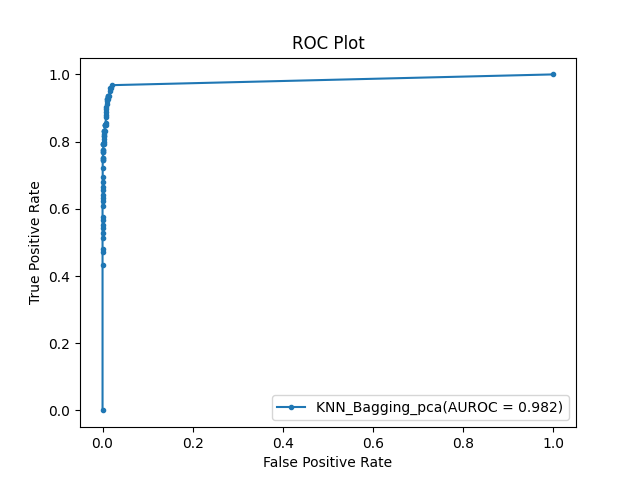 ROC Plot
1.0
0.8
0.6
0.4
0.2
0.0
True Positive Rate
KNN_Bagging_pca(AUROC = 0.982)
0.0 0.2 0.4 0.6 0.8 1.0
False Positive Rate